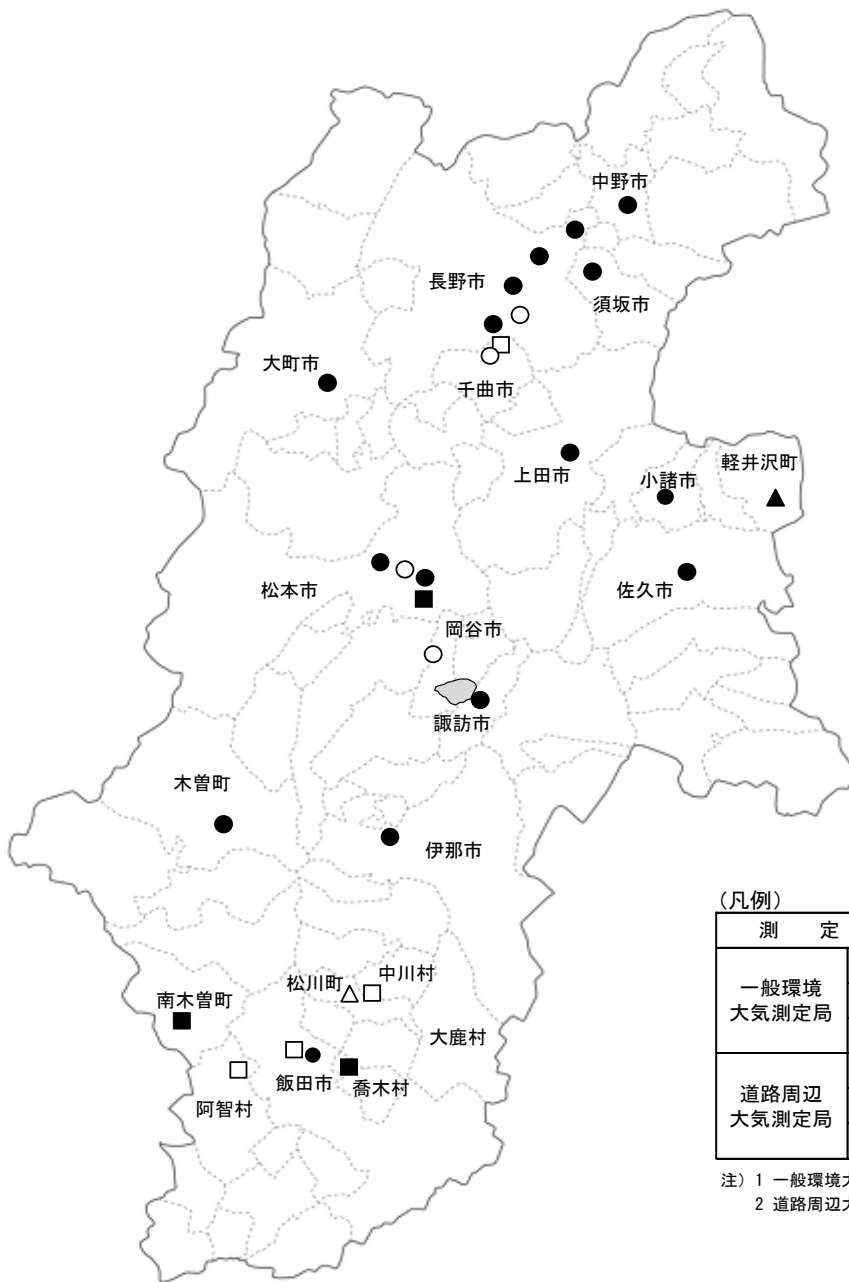 中野市
長野市
須坂市
大町市
千曲市
上田市
小諸市
軽井沢町
松本市
佐久市
岡谷市
諏訪市
木曽町
伊那市
(凡例)
測 定
一般環境
大気測定局
道路周辺
大気測定局
注) 1 一般環境大
2 道路周辺大
松川町
中川村
南木曽町
大鹿村
飯田市
喬木村
阿智村